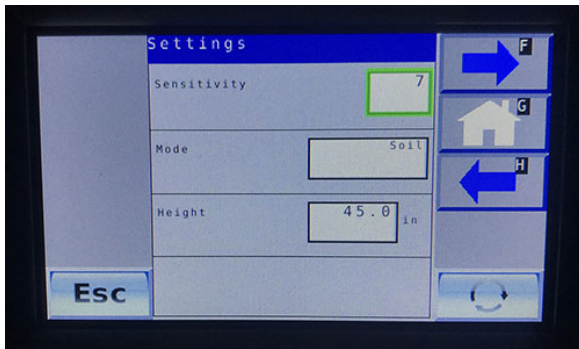 Settings
F
Sensitivity 7
G
Mode Soil
H
Height 45.0 in
Esc